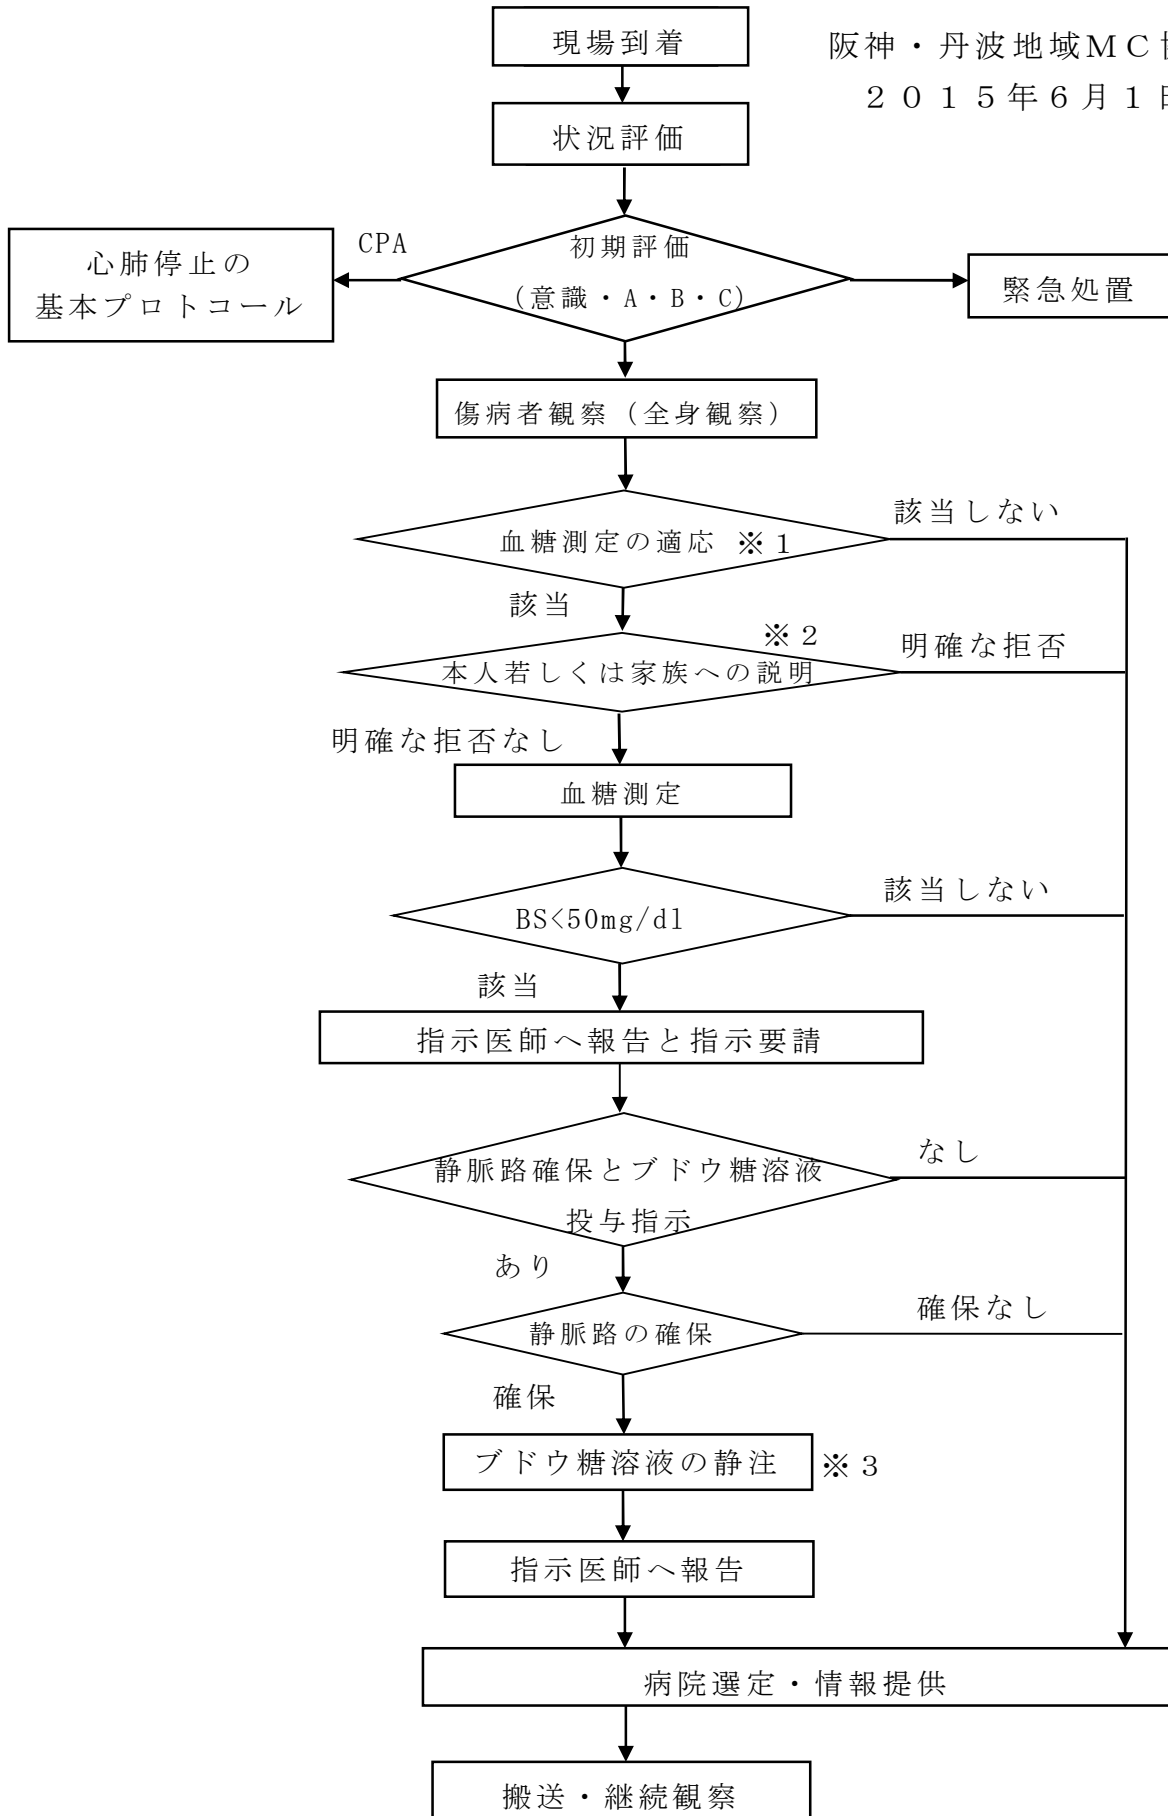 現場到着
阪神・丹波地域ＭＣ
２０１５年６月１
状況評価
CPA
心肺停止の
基本プロトコール
初期評価
（意識・A・B・C）
緊急処置
傷病者観察（全身観察）
該当しない
血糖測定の適応 ※１
該当
※２
明確な拒否
本人若しくは家族への説明
明確な拒否なし
血糖測定
該当しない
BS<50mg/dl
該当
指示医師へ報告と指示要請
なし
静脈路確保とブドウ糖溶液
投与指示
あり
確保なし
静脈路の確保
確保
ブドウ糖溶液の静注 ※３
指示医師へ報告
病院選定・情報提供
搬送・継続観察